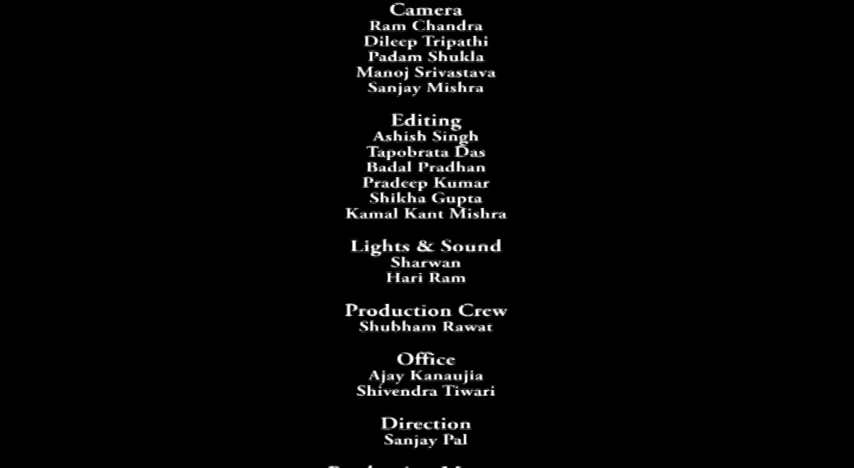 Camera
Ram Chandra
Dileep Tripathi
Padam Shukla
Manoj Srivastava
Sanjay Mishra
Editing
Ashish Singh
Tapobrata Das
Badal Pradhan
Pradeep Kumar
Shikha Gupta
Kamal Kant Mishra
Lights & Sound
Sharwan
Hari Ram
Production Crew
Shubham Rawat
Office
Ajay Kanaujia
Shivendra Tiwari
Direction
Sanjay Pal